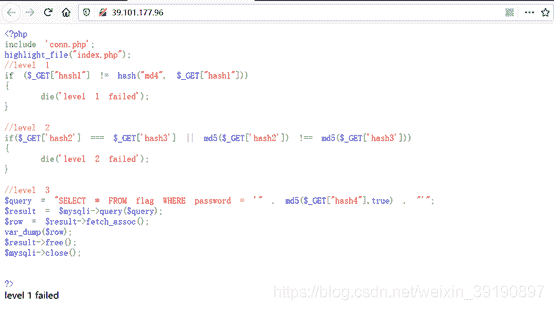 39.101.177.96
<?php
include 'conn.php';
highlight_file("index.php");
//level 1
if ($_GET["hash1"] != hash("md4", $_GET["hash1"]))
{
die('level 1 failed');
}
//level 2
if($_GET['hash2'] === $_GET['hash3'] || md5($_GET['hash2']) !== md5($_GET['hash3']))
{
die('level 2 failed');
}
//level 3
$query = "SELECT * FROM flag WHERE password = '" . md5($_GET["hash4"],true) . "'";
$result = $mysqli->query($query);
$row = $result->fetch_assoc();
var_dump($row);
$result->free();
$mysqli->close();
?>
level 1 failed
https://blog.csdn.net/weixin_39190897